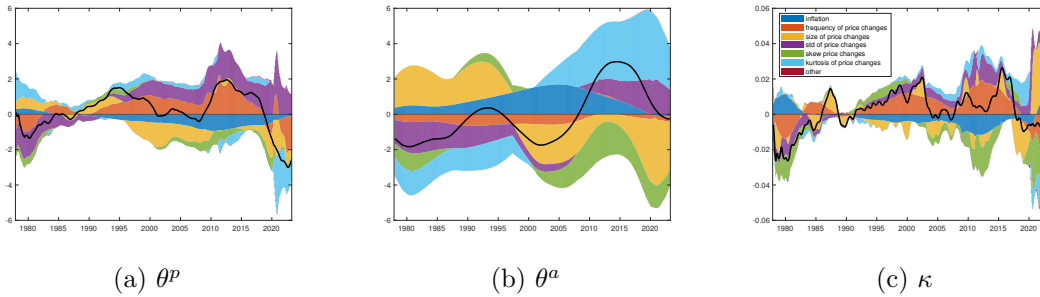 6
4
2
0
-2
-4
-6
1980 1985 1990 1995 2000 2005 2010 2015 2020
6
4
2
0
-2
-4
-6
1980 1985 1990 1995 2000 2005 2010 2015 2020
0.06
0.04
0.02
0
-0.02
-0.04
-0.06
1980 1985 1990 1995 2000 2005 2010 2015 2020
inflation
frequency of price changes
size of price changes
std of price changes
skew price changes
kurtosis of price changes
other
(a) θᵖ
(b) θᵃ
(c) κ